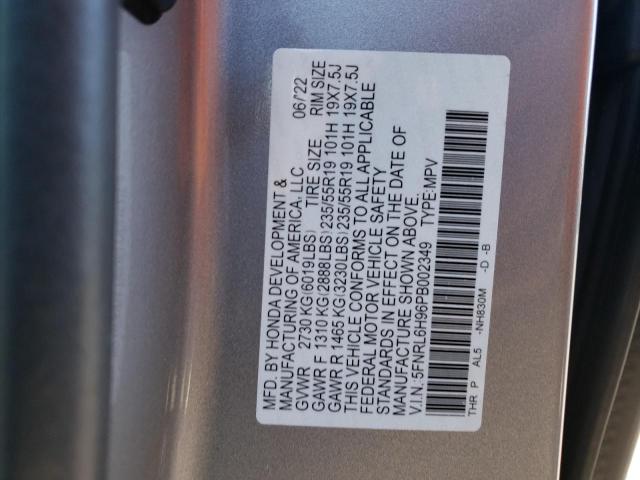 MFD. BY HONDA DEVELOPMENT &
MANUFACTURING OF AMERICA, LLC 06/'22
GVWR 2730 KG(6019LBS) TIRE SIZE RIM SIZE
GAWR F 1310 KG(2888LBS)235/55R19 101H 19X7.5J
GAWR R 1465 KG(3230LBS)235/55R19 101H 19X7.5J
THIS VEHICLE CONFORMS TO ALL APPLICABLE
FEDERAL MOTOR VEHICLE SAFETY
STANDARDS IN EFFECT ON THE DATE OF
MANUFACTURE SHOWN ABOVE.
V.I.N.:5FNRL6H96PB002349 TYPE:MPV
THR P AL5 -NH830M -D -B